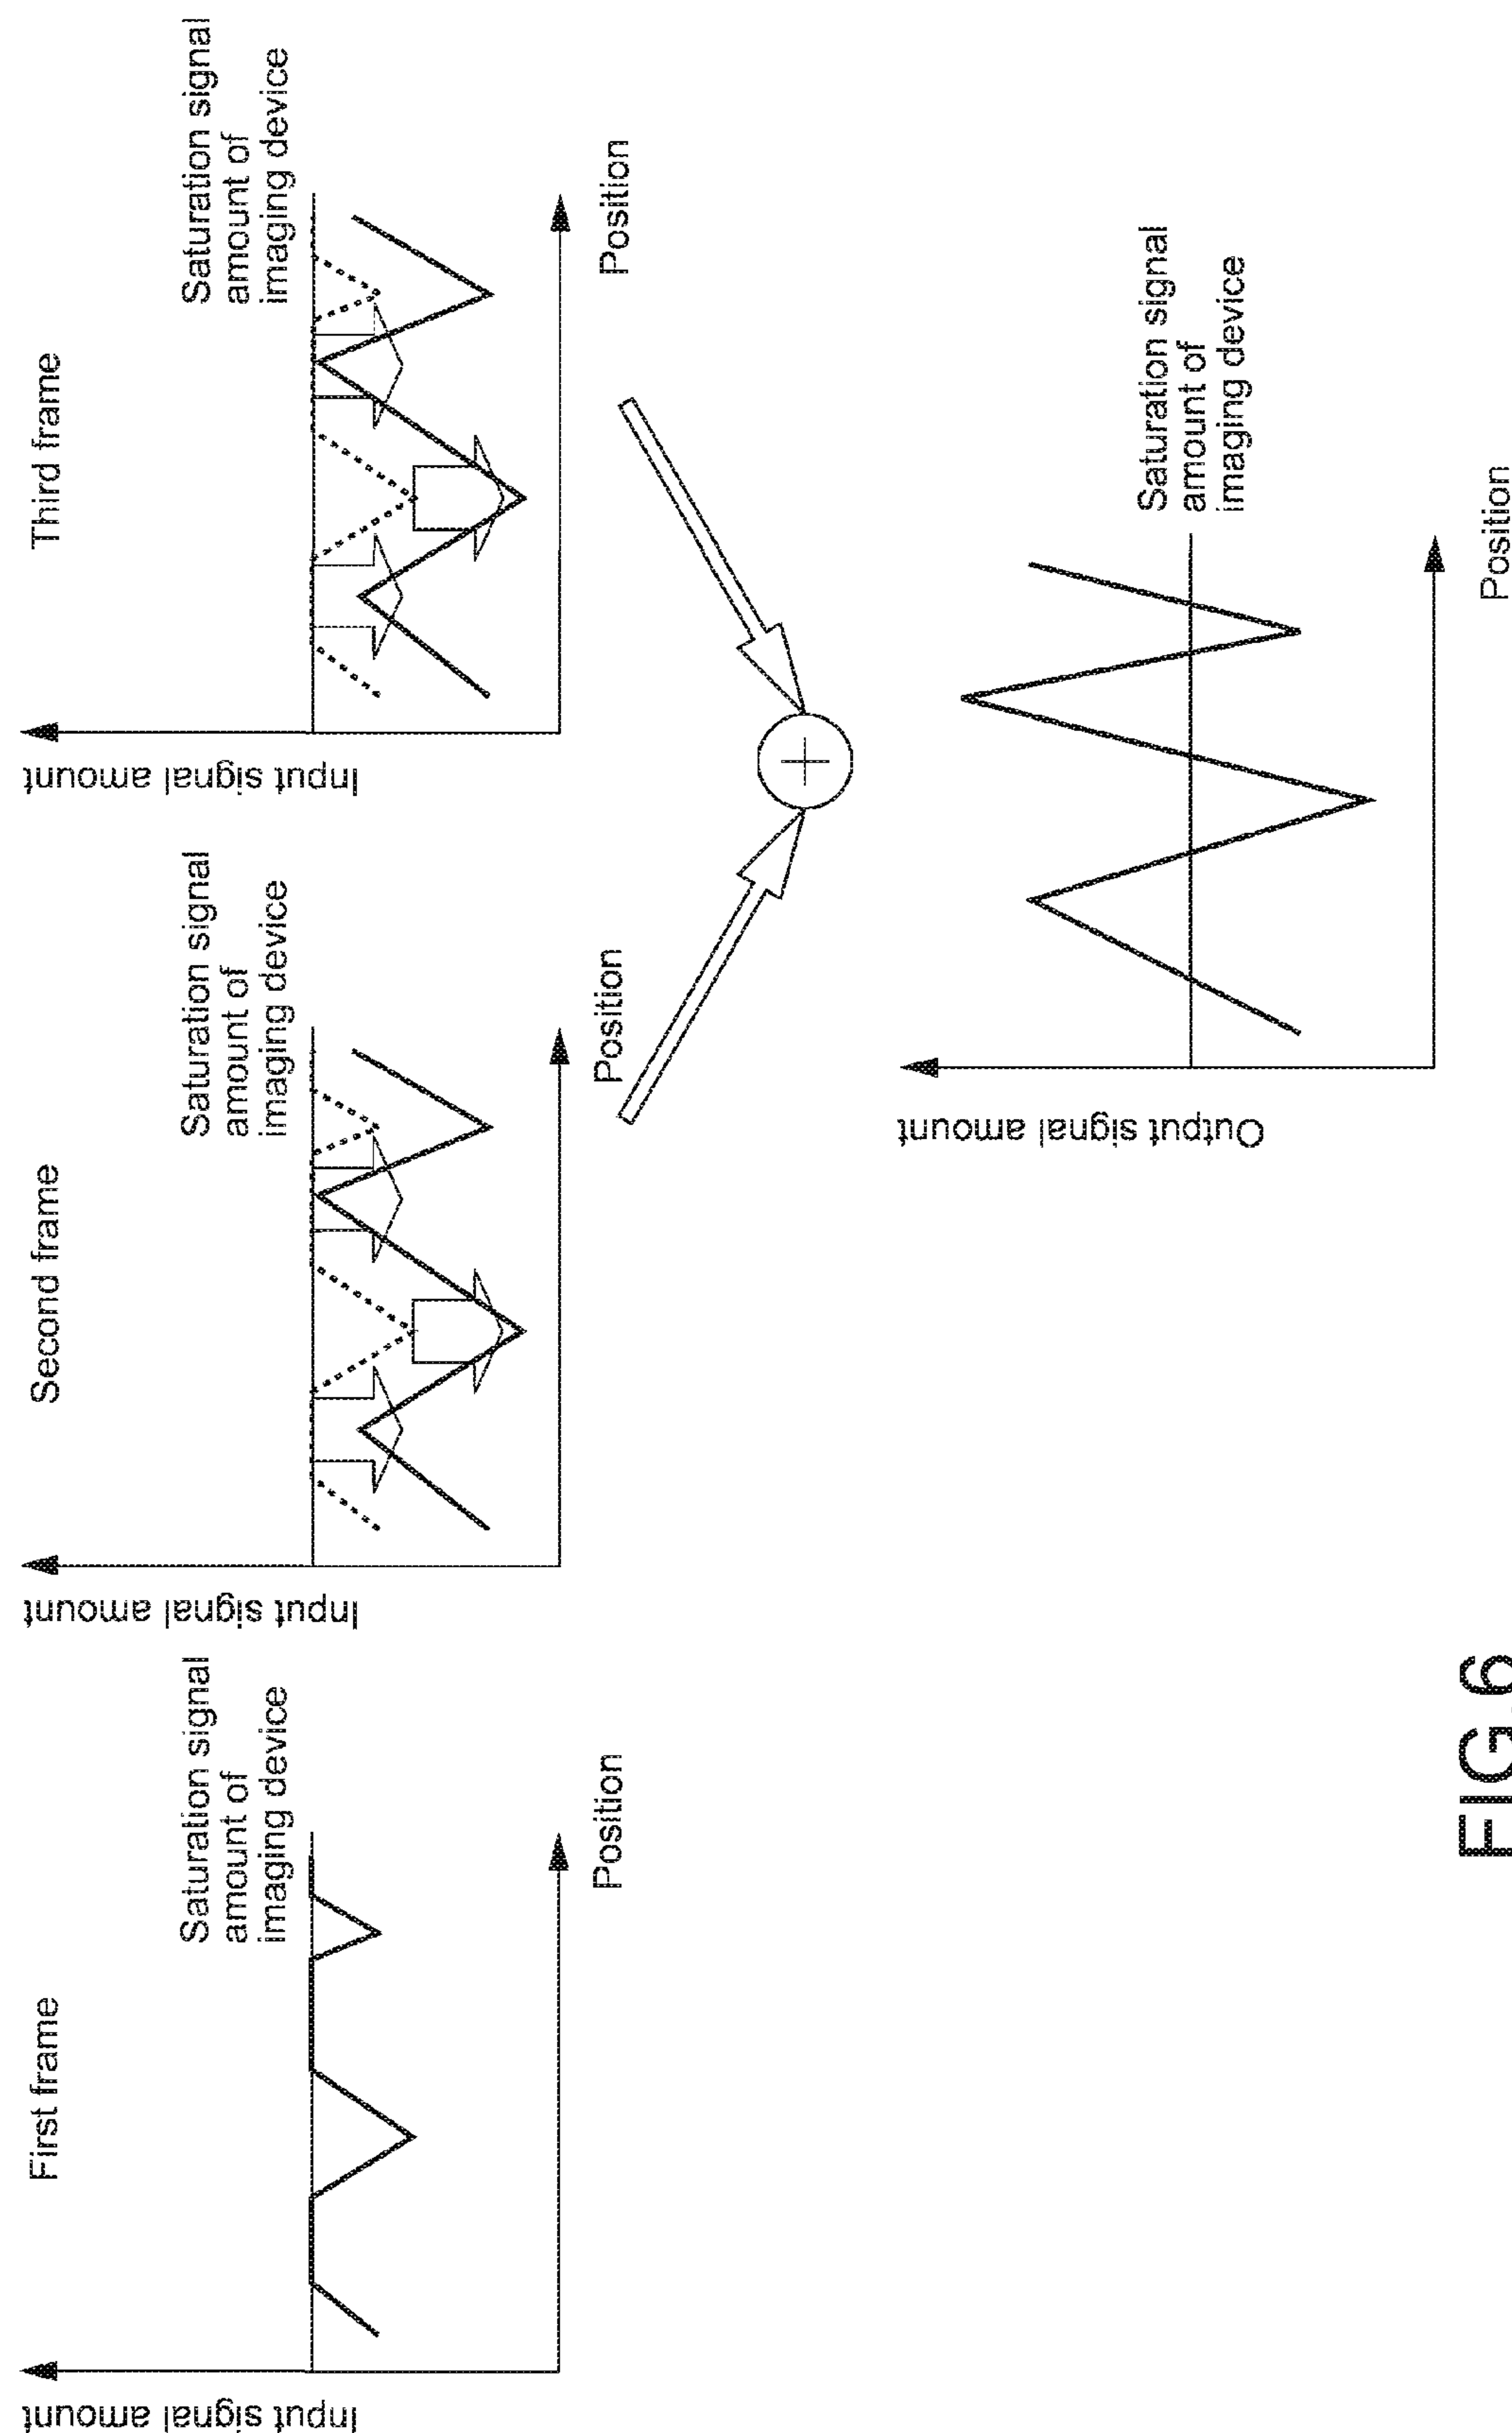 First frame
Input signal amount
Saturation signal
amount of
imaging device
Position
Second frame
Input signal amount
Saturation signal
amount of
imaging device
Position
Third frame
Input signal amount
Saturation signal
amount of
imaging device
Position
+
Output signal amount
Saturation signal
amount of
imaging device
Position
FIG.6